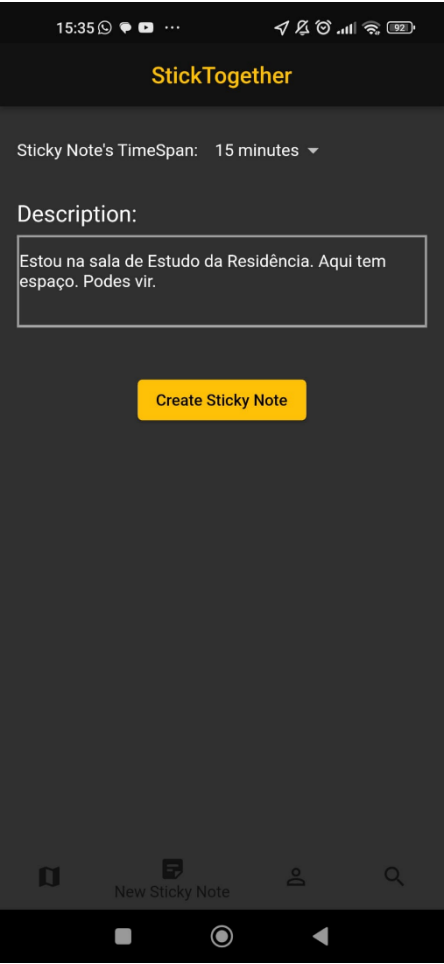 15:35
92
StickTogether
Sticky Note's TimeSpan: 15 minutes
Description:
Estou na sala de Estudo da Residência. Aqui tem
espaço. Podes vir.
Create Sticky Note
New Sticky Note